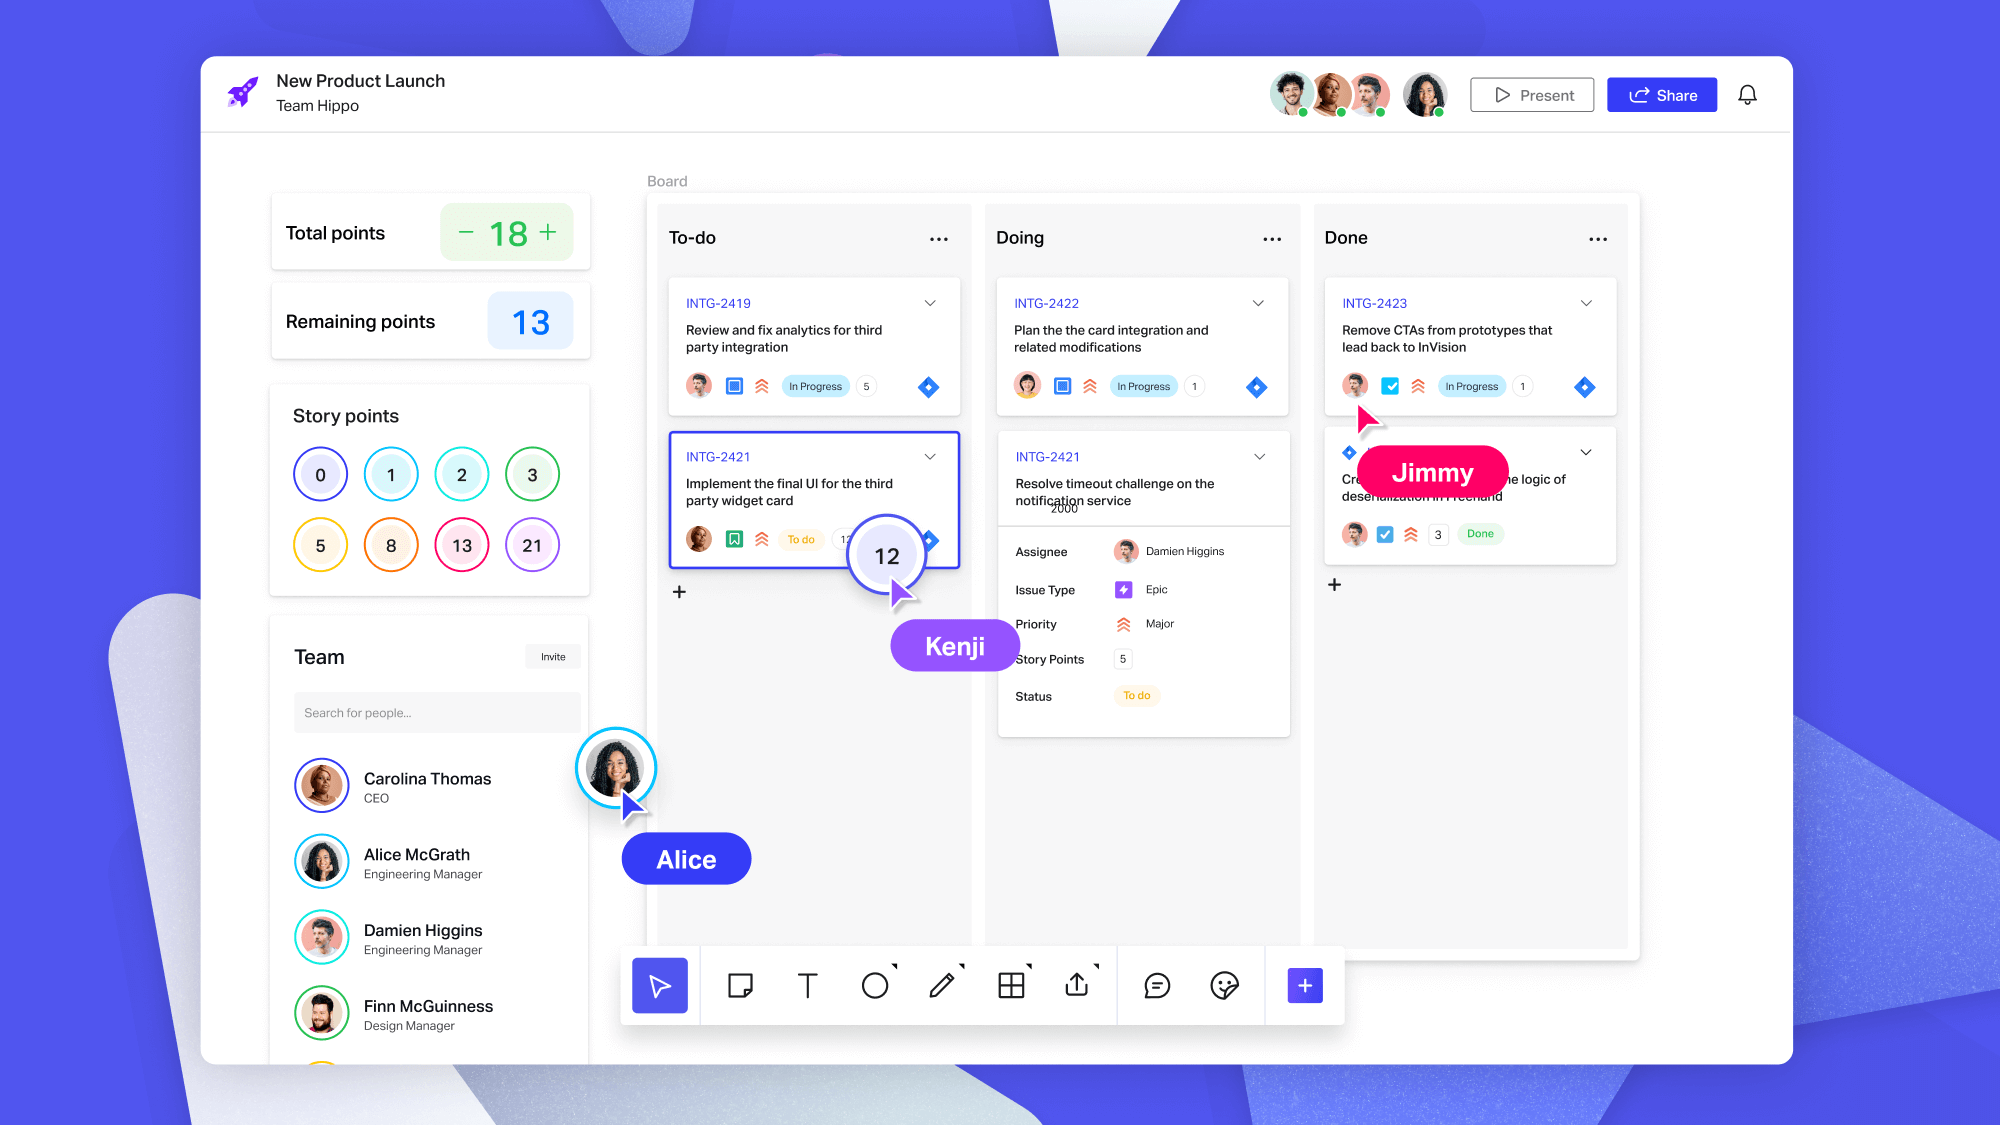 New Product Launch
Team Hippo
Present
Share
Total points
− 18 +
Remaining points
13
Story points
0 1 2 3
5 8 13 21
Team
Invite
Search for people...
Carolina Thomas
CEO
Alice McGrath
Engineering Manager
Damien Higgins
Engineering Manager
Finn McGuinness
Design Manager
Board
To-do
INTG-2419
Review and fix analytics for third
party integration
In Progress 5
INTG-2421
Implement the final UI for the third
party widget card
To do 12
12
Kenji
Alice
Doing
INTG-2422
Plan the the card integration and
related modifications
In Progress 1
INTG-2421
Resolve timeout challenge on the
notification service
2000
Assignee Damien Higgins
Issue Type Epic
Priority Major
Story Points 5
Status To do
Done
INTG-2423
Remove CTAs from prototypes that
lead back to InVision
In Progress 1
Jimmy
logic of
deserialization in Freehand
3 Done